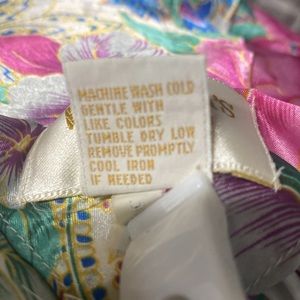 MACHINE WASH COLD
GENTLE WITH
LIKE COLORS
TUMBLE DRY LOW
REMOVE PROMPTLY
COOL IRON
IF NEEDED